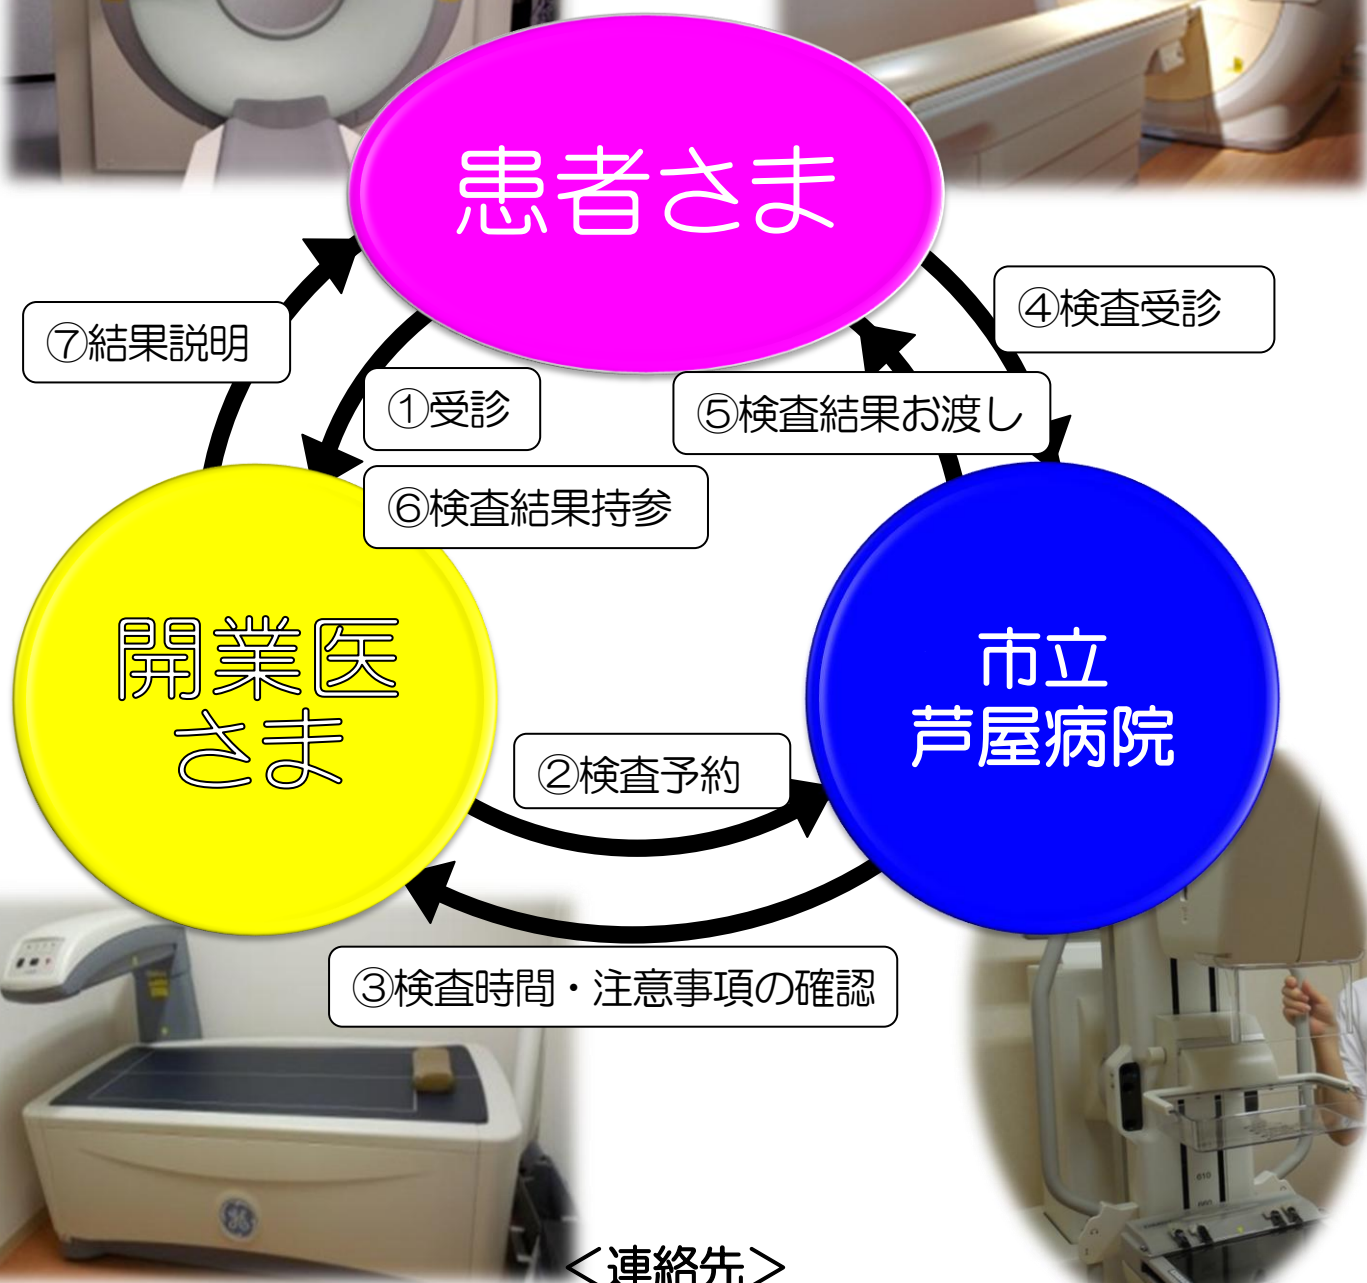 患者さま
④検査受診
⑦結果説明
①受診
⑤検査結果お渡し
⑥検査結果持参
開業医
さま
市立
芦屋病院
②検査予約
③検査時間・注意事項の確認
610
＜連絡先＞